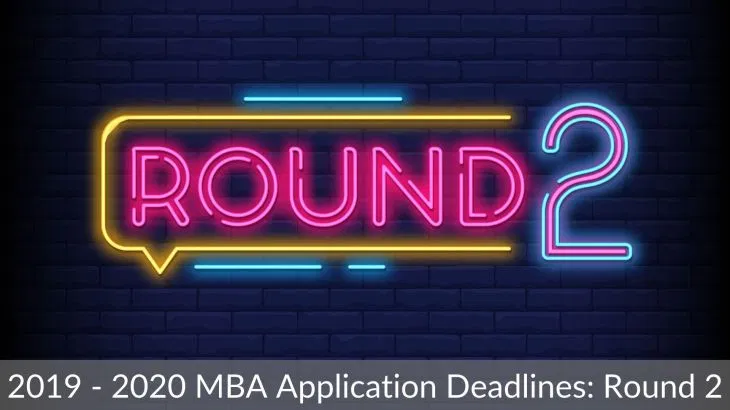 ROUND 2
2019 - 2020 MBA Application Deadlines: Round 2